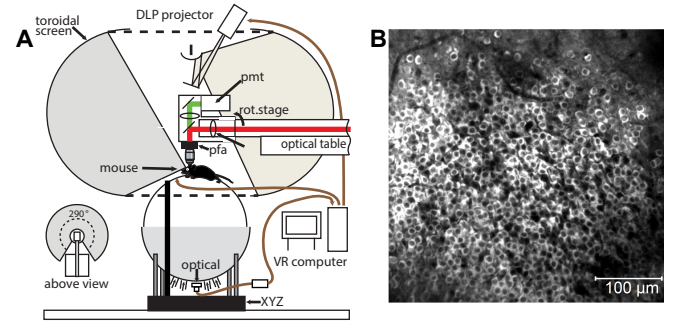 DLP projector
toroidal
screen
A
B
pmt
rot.stage
optical table
pfa
mouse
290°
optical
VR computer
above view
XYZ
100 μm